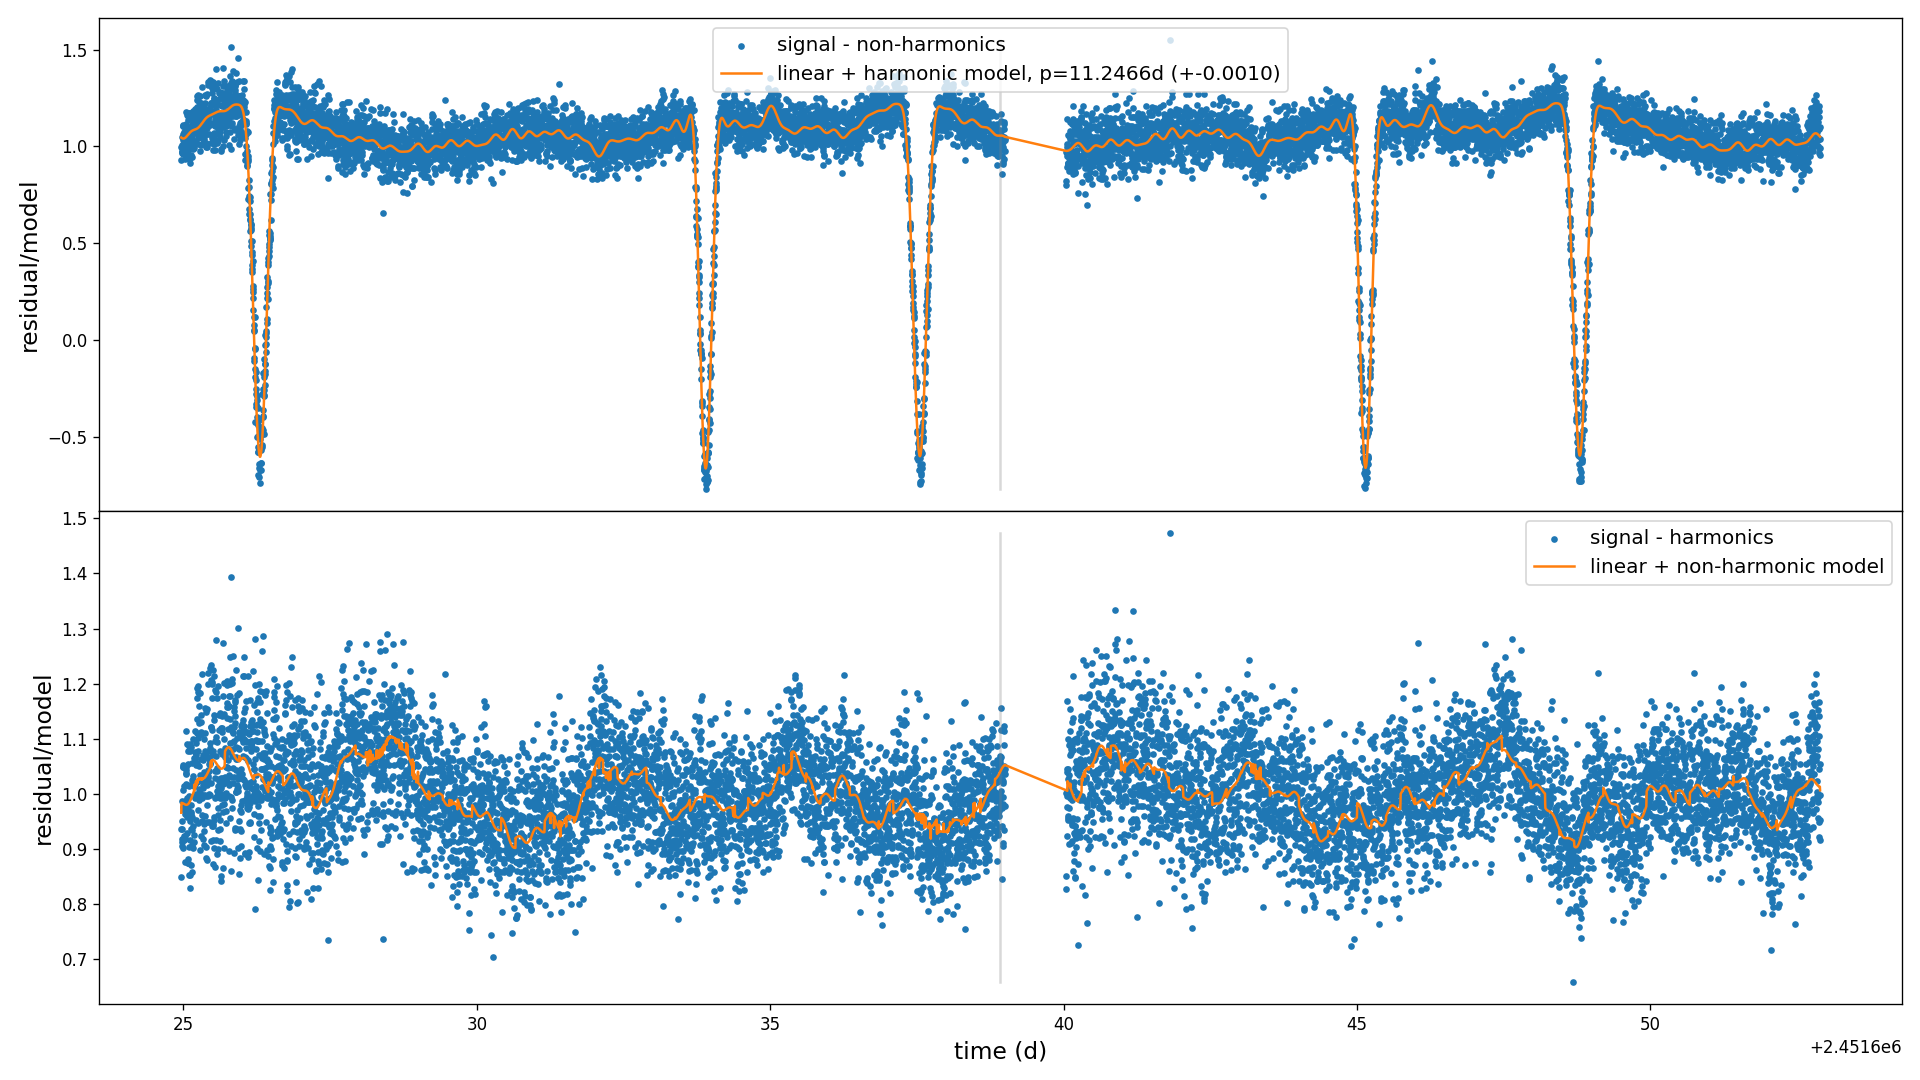 signal - non-harmonics
linear + harmonic model, p=11.2466d (+-0.0010)
residual/model
1.5
1.0
0.5
0.0
−0.5
signal - harmonics
linear + non-harmonic model
residual/model
1.5
1.4
1.3
1.2
1.1
1.0
0.9
0.8
0.7
25
30
35
40
45
50
time (d)
+2.4516e6